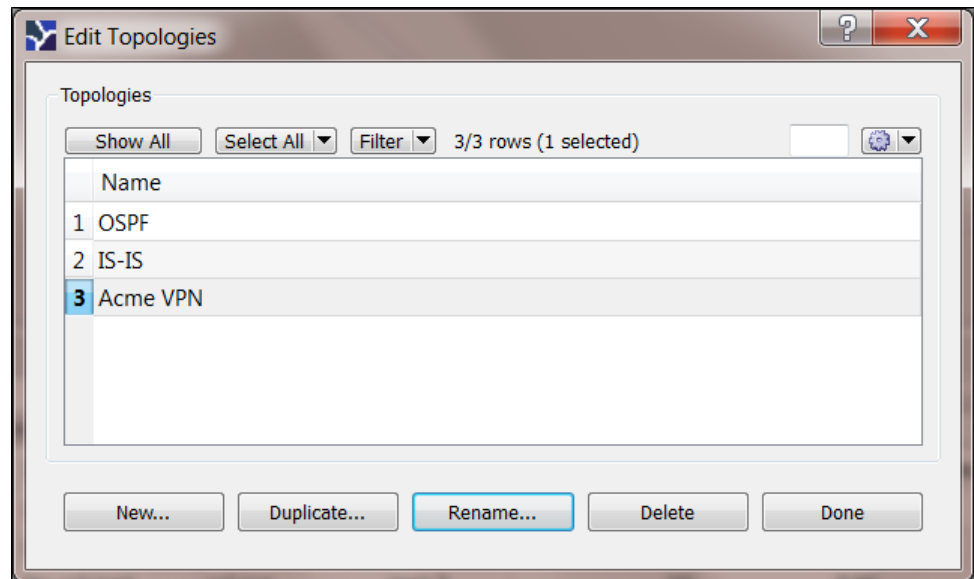 Edit Topologies
Topologies
Show All Select All Filter 3/3 rows (1 selected)
Name
1 OSPF
2 IS-IS
3 Acme VPN
New... Duplicate... Rename... Delete Done